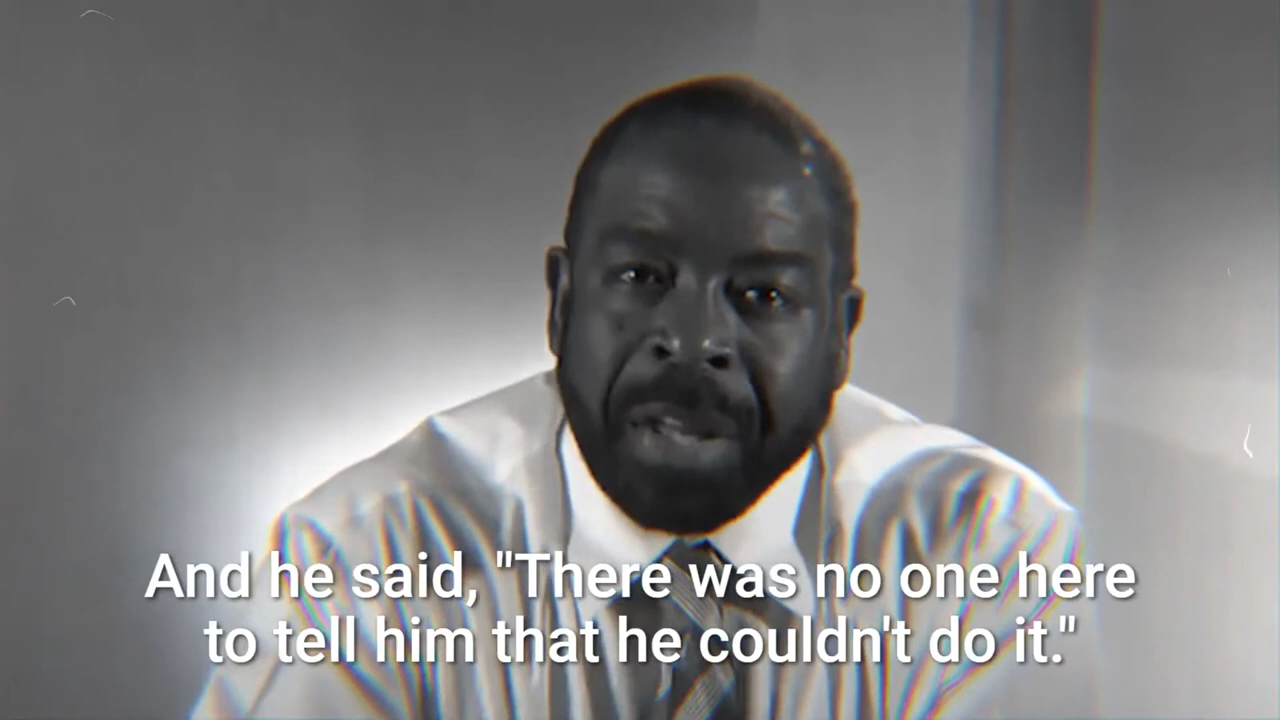 And he said, "There was no one here
to tell him that he couldn't do it."